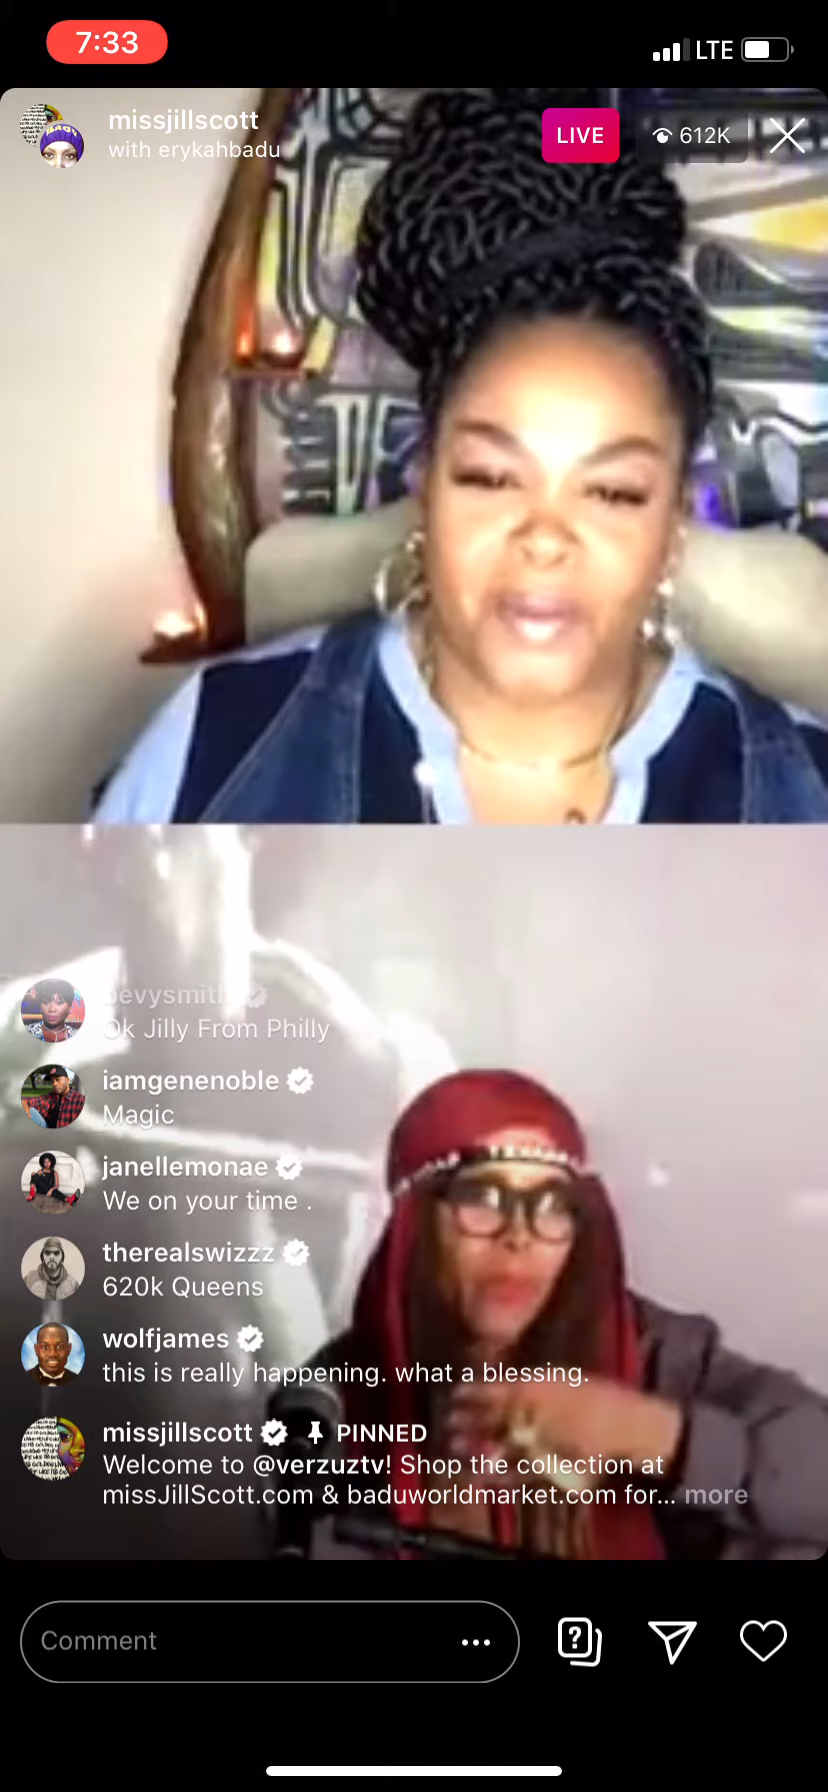 7:33
LTE
missjillscott
with erykahbadu
LIVE
612K
bevysmith
Ok Jilly From Philly
iamgenenoble
Magic
janellemonae
We on your time .
therealswizzz
620k Queens
wolfjames
this is really happening. what a blessing.
missjillscott PINNED
Welcome to @verzuztv! Shop the collection at
missJillScott.com & baduworldmarket.com for... more
Comment